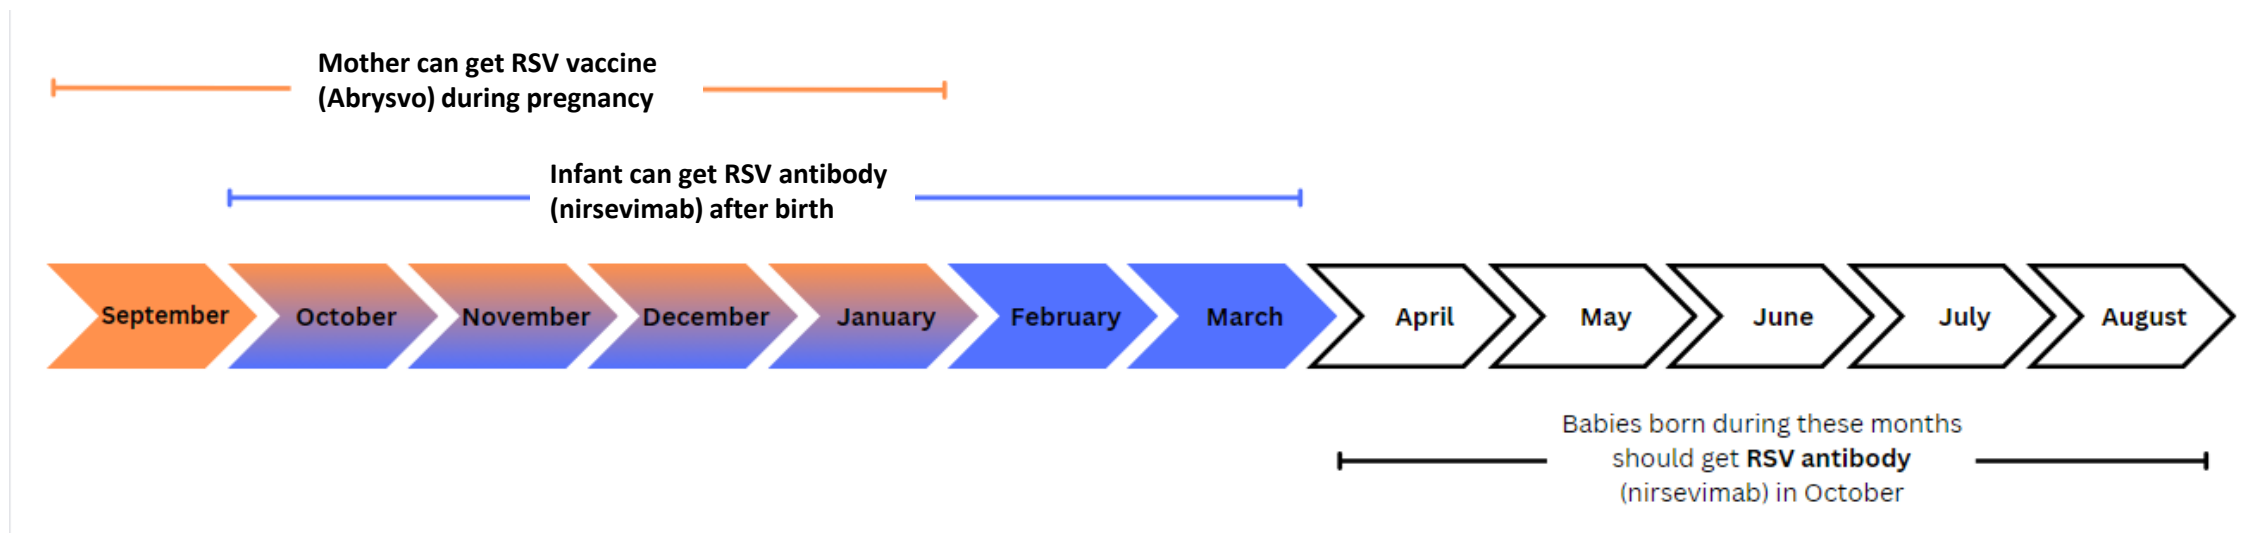 Mother can get RSV vaccine
(Abrysvo) during pregnancy
Infant can get RSV antibody
(nirsevimab) after birth
September
October
November
December
January
February
March
April
May
June
July
August
Babies born during these months
should get RSV antibody
(nirsevimab) in October